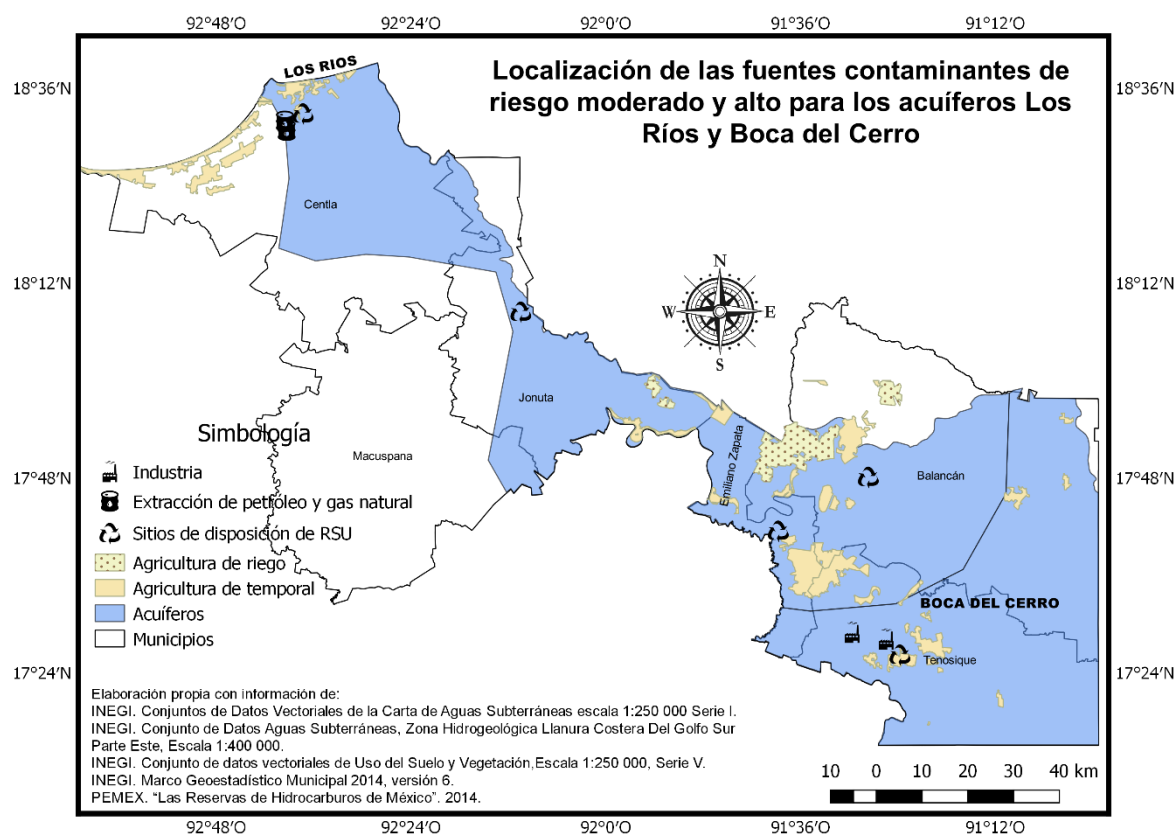 92°48′O 92°24′O 92°0′O 91°36′O 91°12′O
LOS RIOS
Localización de las fuentes contaminantes de
riesgo moderado y alto para los acuíferos Los
Ríos y Boca del Cerro
18°36′N 18°36′N
Centla
N
18°12′N 18°12′N
W E
S
Jonuta
Simbología
Macuspana
Emiliano Zapata
Balancán
17°48′N 17°48′N
Industria
Extracción de petróleo y gas natural
Sitios de disposición de RSU
Agricultura de riego
Agricultura de temporal
BOCA DEL CERRO
Acuíferos
Municipios
Tenosique
17°24′N 17°24′N
Elaboración propia con información de:
INEGI. Conjuntos de Datos Vectoriales de la Carta de Aguas Subterráneas escala 1:250 000 Serie I.
INEGI. Conjunto de Datos Aguas Subterráneas, Zona Hidrogeológica Llanura Costera Del Golfo Sur
Parte Este, Escala 1:400 000.
INEGI. Conjunto de datos vectoriales de Uso del Suelo y Vegetación,Escala 1:250 000, Serie V.
INEGI. Marco Geoestadístico Municipal 2014, versión 6.
PEMEX. “Las Reservas de Hidrocarburos de México”. 2014.
10 0 10 20 30 40 km
92°48′O 92°24′O 92°0′O 91°36′O 91°12′O